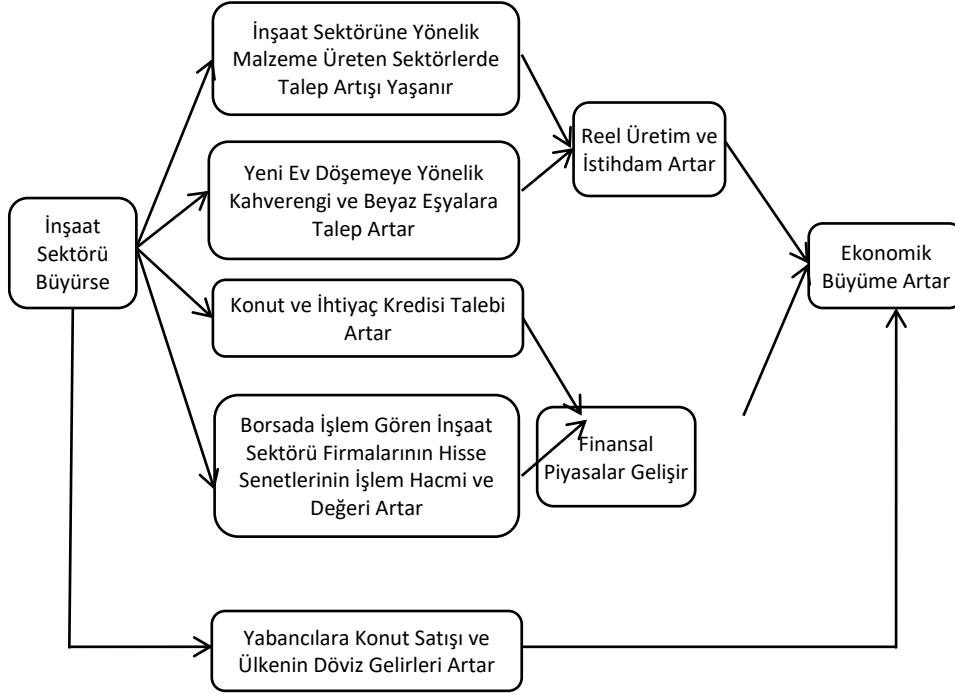 İnşaat Sektörü
Büyürse
İnşaat Sektörüne Yönelik
Malzeme Üreten Sektörlerde
Talep Artışı Yaşanır
Yeni Ev Döşemeye Yönelik
Kahverengi ve Beyaz Eşyalara
Talep Artar
Konut ve İhtiyaç Kredisi Talebi
Artar
Borsada İşlem Gören İnşaat
Sektörü Firmalarının Hisse
Senetlerinin İşlem Hacmi ve
Değeri Artar
Yabancılara Konut Satışı ve
Ülkenin Döviz Gelirleri Artar
Reel Üretim ve
İstihdam Artar
Finansal
Piyasalar Gelişir
Ekonomik
Büyüme Artar